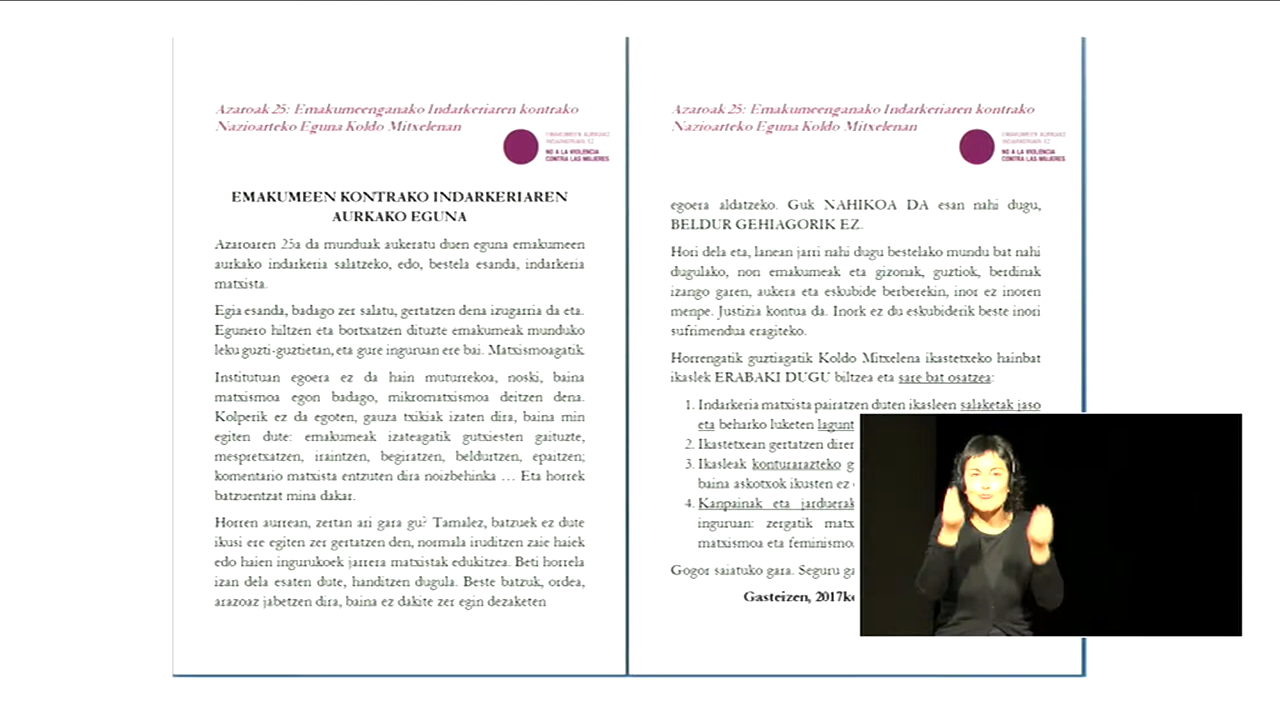 Azaroak 25: Emakumeenganako Indarkeriaren kontrako
Nazioarteko Eguna Koldo Mitxelenan
EMAKUMEEN AURKAKO
INDARKERIARI EZ
NO A LA VIOLENCIA
CONTRA LAS MUJERES
EMAKUMEEN KONTRAKO INDARKERIAREN
AURKAKO EGUNA
Azaroaren 25a da munduak aukeratu duen eguna emakumeen
aurkako indarkeria salatzeko, edo, bestela esanda, indarkeria
matxista.
Egia esanda, badago zer salatu, gertatzen dena izugarria da eta.
Egunero hiltzen eta bortxatzen dituzte emakumeak munduko
leku guzti-guztietan, eta gure inguruan ere bai. Matxismoagatik
Institutuan egoera ez da hain muturrekoa, noski, baina
matxismoa egon badago, mikromatxismoa deitzen dena.
Kolperik ez da egoten, gauza txikiak izaten dira, baina min
egiten dute: emakumeak izateagatik gutxiesten gaituzte,
mespretxatzen, iraintzen, begiratzen, beldurtzen, epaitzen;
komentario matxista entzuten dira noizbehinka … Eta horrek
batzuentzat mina dakar.
Horren aurrean, zertan ari gara gu? Tamalez, batzuek ez dute
ikusi ere egiten zer gertatzen den, normala iruditzen zaie haiek
edo haien ingurukoek jarrera matxistak edukitzea. Beti horrela
izan dela esaten dute, handitzen dugula. Beste batzuk, ordea,
arazoaz jabetzen dira, baina ez dakite zer egin dezaketen
Azaroak 25: Emakumeenganako Indarkeriaren kontrako
Nazioarteko Eguna Koldo Mitxelenan
EMAKUMEEN AURKAKO
INDARKERIARI EZ
NO A LA VIOLENCIA
CONTRA LAS MUJERES
egoera aldatzeko. Guk NAHIKOA DA esan nahi dugu,
BELDUR GEHIAGORIK EZ.
Hori dela eta, lanean jarri nahi dugu bestelako mundu bat nahi
dugulako, non emakumeak eta gizonak, guztiok, berdinak
izango garen, aukera eta eskubide berberekin, inor ez inoren
menpe. Justizia kontua da. Inork ez du eskubiderik beste inori
sufrimendua eragiteko.
Horrengatik guztiagatik Koldo Mitxelena ikastetxeko hainbat
ikaslek ERABAKI DUGU biltzea eta sare bat osatzea:
1. Indarkeria matxista pairatzen duten ikasleen salaketak jaso
eta beharko luketen lagunt
2. Ikastetxean gertatzen diren
3. Ikasleak konturarazteko g
baina askotxok ikusten ez
4. Kanpainak eta jarduerak
inguruan: zergatik matx
matxismoa eta feminismo
Gogor saiatuko gara. Seguru ga
Gasteizen, 2017ko